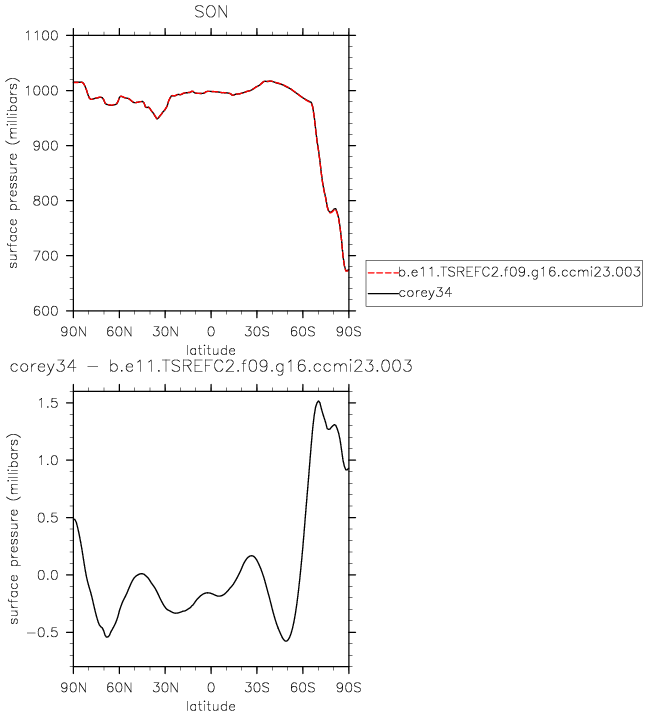 SON
surface pressure (millibars)
1100
1000
900
800
700
600
90N 60N 30N 0 30S 60S 90S
latitude
b.e11.TSREFC2.f09.g16.ccmi23.003
corey34
corey34 − b.e11.TSREFC2.f09.g16.ccmi23.003
surface pressure (millibars)
1.5
1.0
0.5
0.0
−0.5
90N 60N 30N 0 30S 60S 90S
latitude